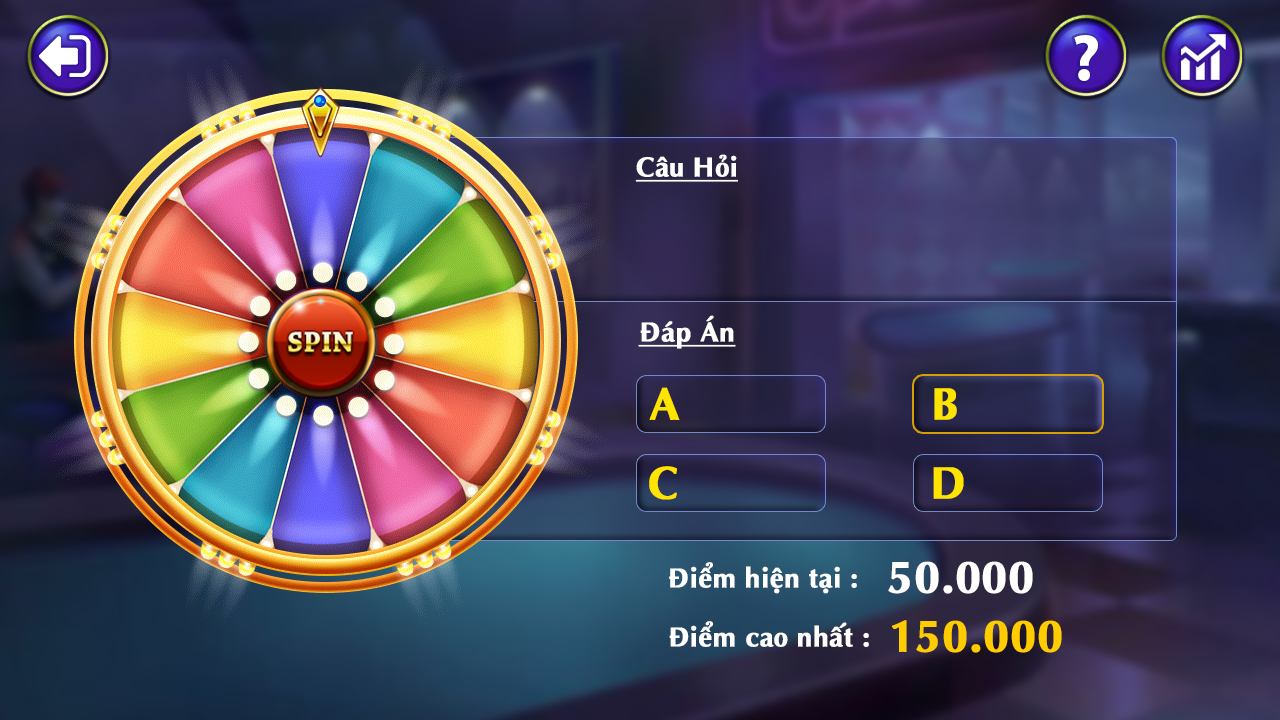 ?
Câu Hỏi
SPIN
Đáp Án
A
B
C
D
Điểm hiện tại : 50.000
Điểm cao nhất : 150.000